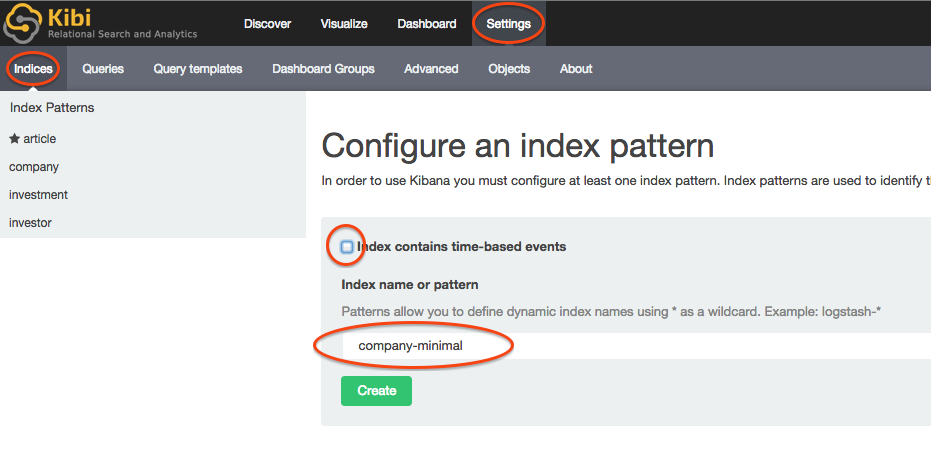 Kibi
Relational Search and Analytics
Discover Visualize Dashboard Settings
Indices Queries Query templates Dashboard Groups Advanced Objects About
Index Patterns
article
company
investment
investor
Configure an index pattern
In order to use Kibana you must configure at least one index pattern. Index patterns are used to identify
Index contains time-based events
Index name or pattern
Patterns allow you to define dynamic index names using * as a wildcard. Example: logstash-*
company-minimal
Create